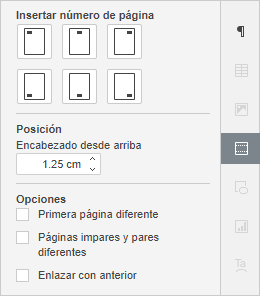 Insertar número de página
Posición
Encabezado desde arriba
1.25 cm
Opciones
Primera página diferente
Páginas impares y pares
diferentes
Enlazar con anterior